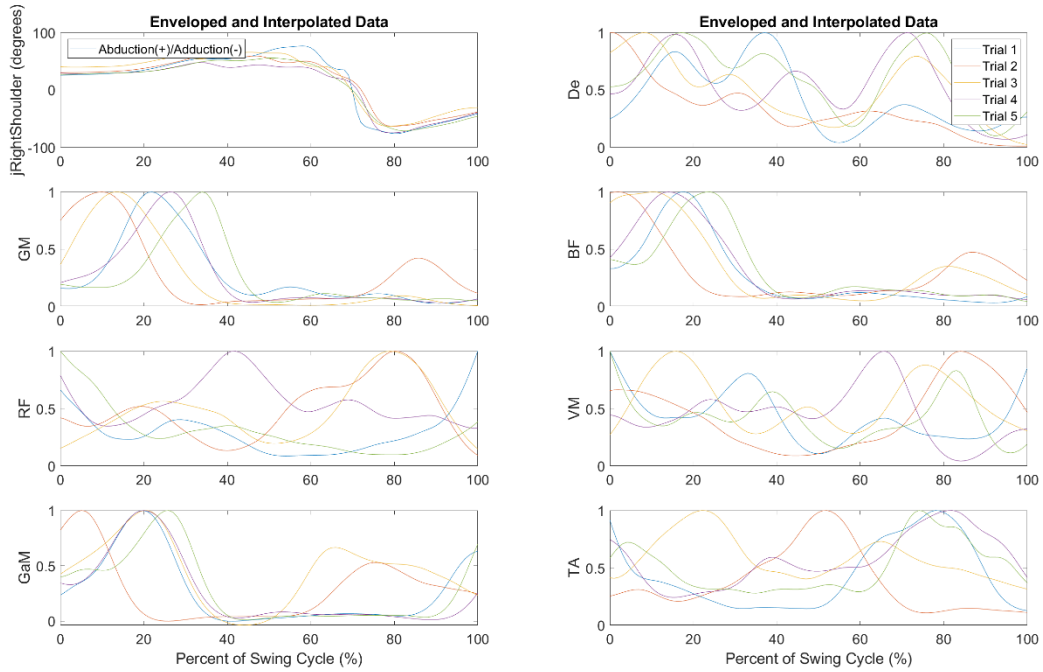 Enveloped and Interpolated Data
jRightShoulder (degrees)
100
0
-100
Abduction(+)/Adduction(-)
0 20 40 60 80 100
Enveloped and Interpolated Data
De
1
0.5
0
Trial 1
Trial 2
Trial 3
Trial 4
Trial 5
0 20 40 60 80 100
GM
1
0.5
0
0 20 40 60 80 100
BF
1
0.5
0
0 20 40 60 80 100
RF
1
0.5
0
0 20 40 60 80 100
VM
1
0.5
0
0 20 40 60 80 100
GaM
1
0.5
0
0 20 40 60 80 100
Percent of Swing Cycle (%)
TA
1
0.5
0
0 20 40 60 80 100
Percent of Swing Cycle (%)